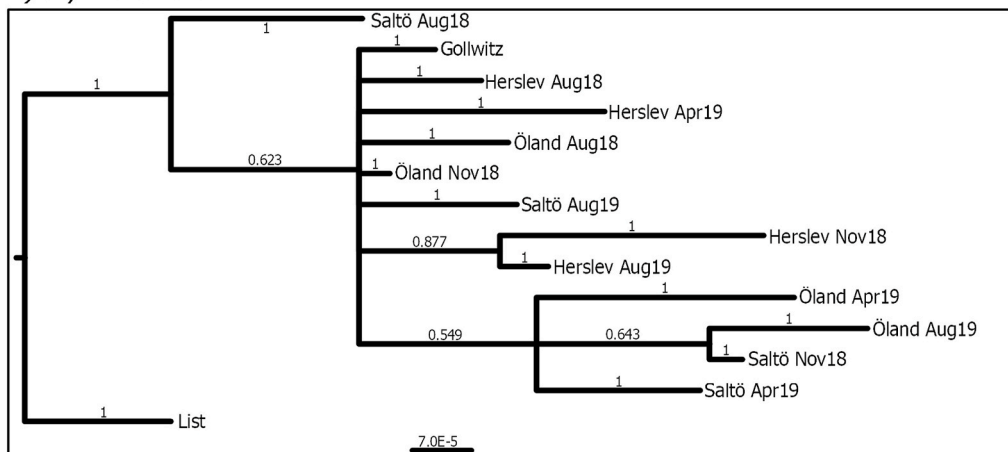 Saltö Aug18
1
1
Gollwitz
1
Herslev Aug18
1
1
Herslev Apr19
1
Öland Aug18
0.623
1
Öland Nov18
1
Saltö Aug19
1
Herslev Nov18
0.877
1
Herslev Aug19
1
Öland Apr19
1
Öland Aug19
0.549
0.643
1
Saltö Nov18
1
Saltö Apr19
1
List
7.0E-5